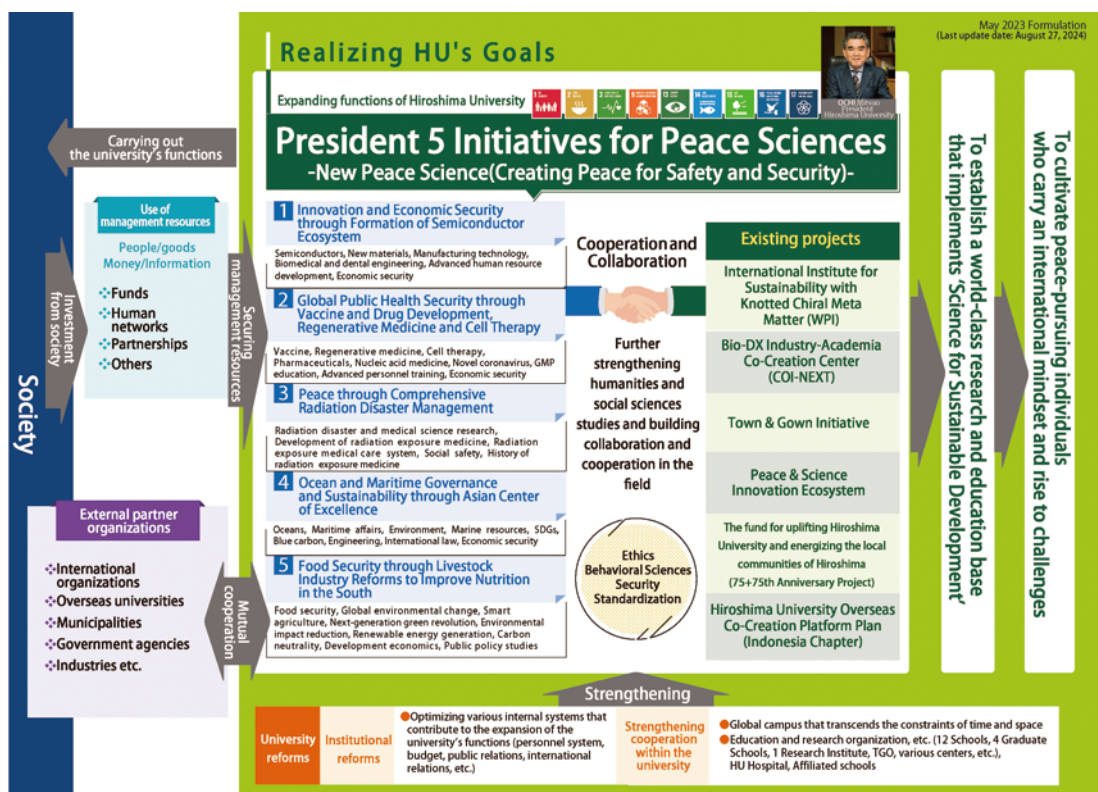 May 2023 Formulation
(Last update date: August 27, 2024)
Realizing HU's Goals
OCHI Mitsuo
President
Hiroshima University
Expanding functions of Hiroshima University
President 5 Initiatives for Peace Sciences
-New Peace Science(Creating Peace for Safety and Security)-
Carrying out
the university's functions
Society
Investment
from society
Use of
management resources
People/goods
Money/Information
Funds
Human
networks
Partnerships
Others
Securing
management resources
External partner
organizations
International
organizations
Overseas universities
Municipalities
Government agencies
Industries etc.
Mutual
cooperation
1 Innovation and Economic Security
through Formation of Semiconductor
Ecosystem
Semiconductors, New materials, Manufacturing technology,
Biomedical and dental engineering, Advanced human resource
development, Economic security
2 Global Public Health Security through
Vaccine and Drug Development,
Regenerative Medicine and Cell Therapy
Vaccine, Regenerative medicine, Cell therapy,
Pharmaceuticals, Nucleic acid medicine, Novel coronavirus, GMP
education, Advanced personnel training, Economic security
3 Peace through Comprehensive
Radiation Disaster Management
Radiation disaster and medical science research,
Development of radiation exposure medicine, Radiation
exposure medical care system, Social safety, History of
radiation exposure medicine
4 Ocean and Maritime Governance
and Sustainability through Asian Center
of Excellence
Oceans, Maritime affairs, Environment, Marine resources, SDGs,
Blue carbon, Engineering, International law, Economic security
5 Food Security through Livestock
Industry Reforms to Improve Nutrition
in the South
Food security, Global environmental change, Smart
agriculture, Next-generation green revolution, Environmental
impact reduction, Renewable energy generation, Carbon
neutrality, Development economics, Public policy studies
Cooperation and
Collaboration
Further
strengthening
humanities and
social sciences
studies and building
collaboration and
cooperation in the
field
Ethics
Behavioral Sciences
Security
Standardization
Existing projects
International Institute for
Sustainability with
Knotted Chiral Meta
Matter (WPI)
Bio-DX Industry-Academia
Co-Creation Center
(COI-NEXT)
Town & Gown Initiative
Peace & Science
Innovation Ecosystem
The fund for uplifting Hiroshima
University and energizing the local
communities of Hiroshima
(75+75th Anniversary Project)
Hiroshima University Overseas
Co-Creation Platform Plan
(Indonesia Chapter)
To establish a world-class research and education base
that implements 'Science for Sustainable Development'
To cultivate peace-pursuing individuals
who carry an international mindset and rise to challenges
Strengthening
University
reforms
Institutional
reforms
●Optimizing various internal systems that
contribute to the expansion of the
university's functions (personnel system,
budget, public relations, international
relations, etc.)
Strengthening
cooperation
within the
university
●Global campus that transcends the constraints of time and space
●Education and research organization, etc. (12 Schools, 4 Graduate
Schools, 1 Research Institute, TGO, various centers, etc.),
HU Hospital, Affiliated schools